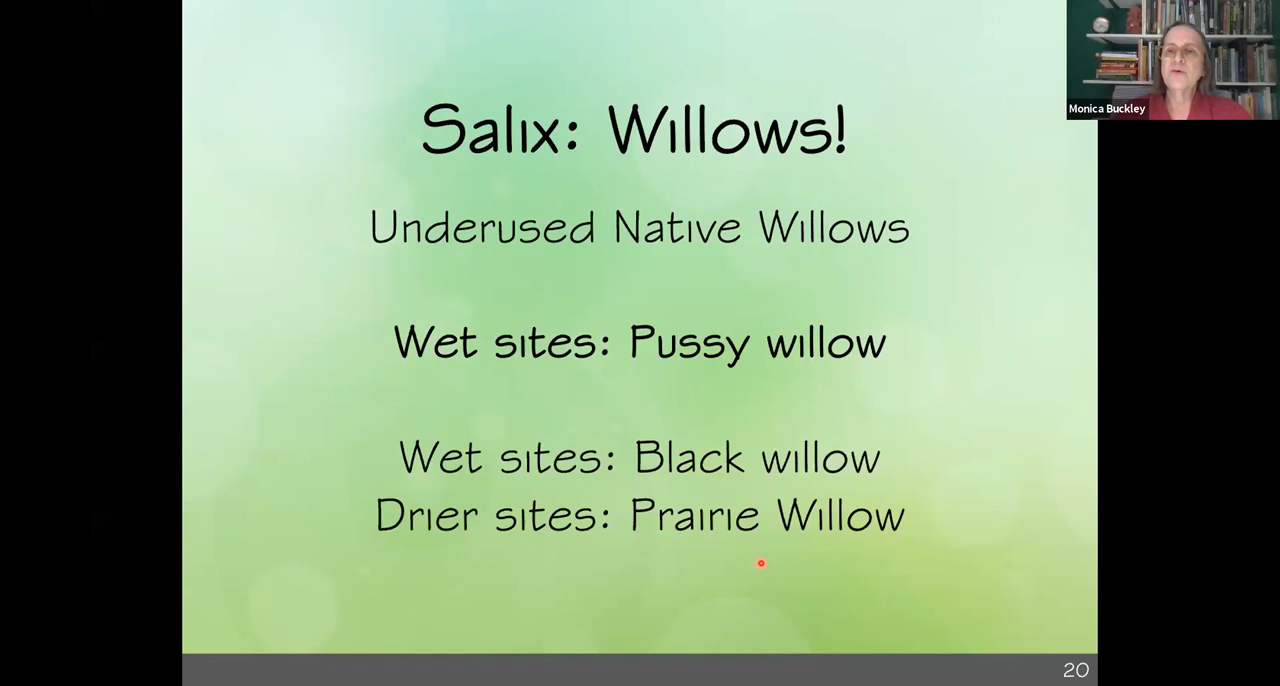 Salix: Willows!
Underused Native Willows
Wet sites: Pussy willow
Wet sites: Black willow
Drier sites: Prairie Willow
Monica Buckley
20